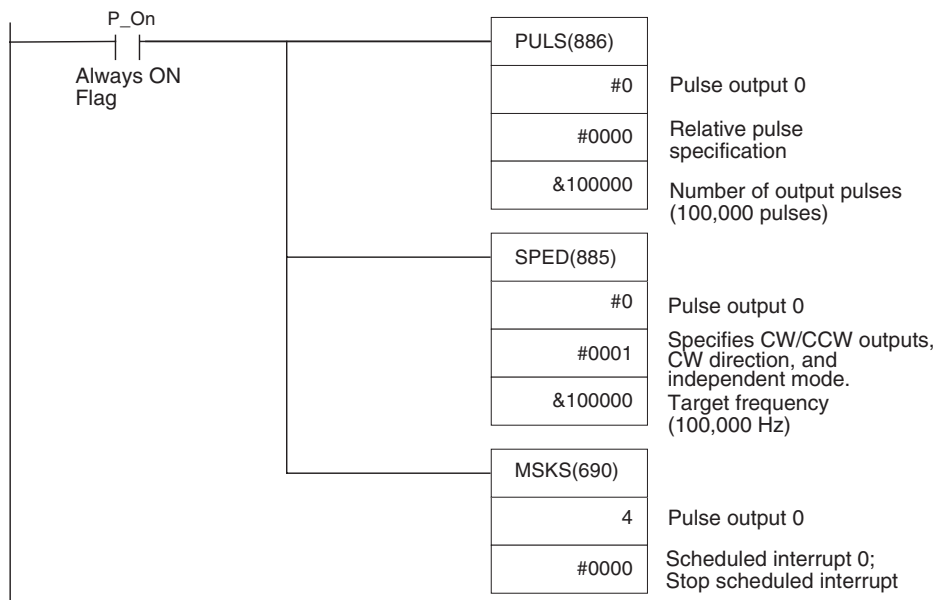 P_On
Always ON
Flag
PULS(886)
#0
Pulse output 0
#0000
Relative pulse
specification
&100000
Number of output pulses
(100,000 pulses)
SPED(885)
#0
Pulse output 0
#0001
Specifies CW/CCW outputs,
CW direction, and
independent mode.
&100000
Target frequency
(100,000 Hz)
MSKS(690)
4
Pulse output 0
#0000
Scheduled interrupt 0;
Stop scheduled interrupt